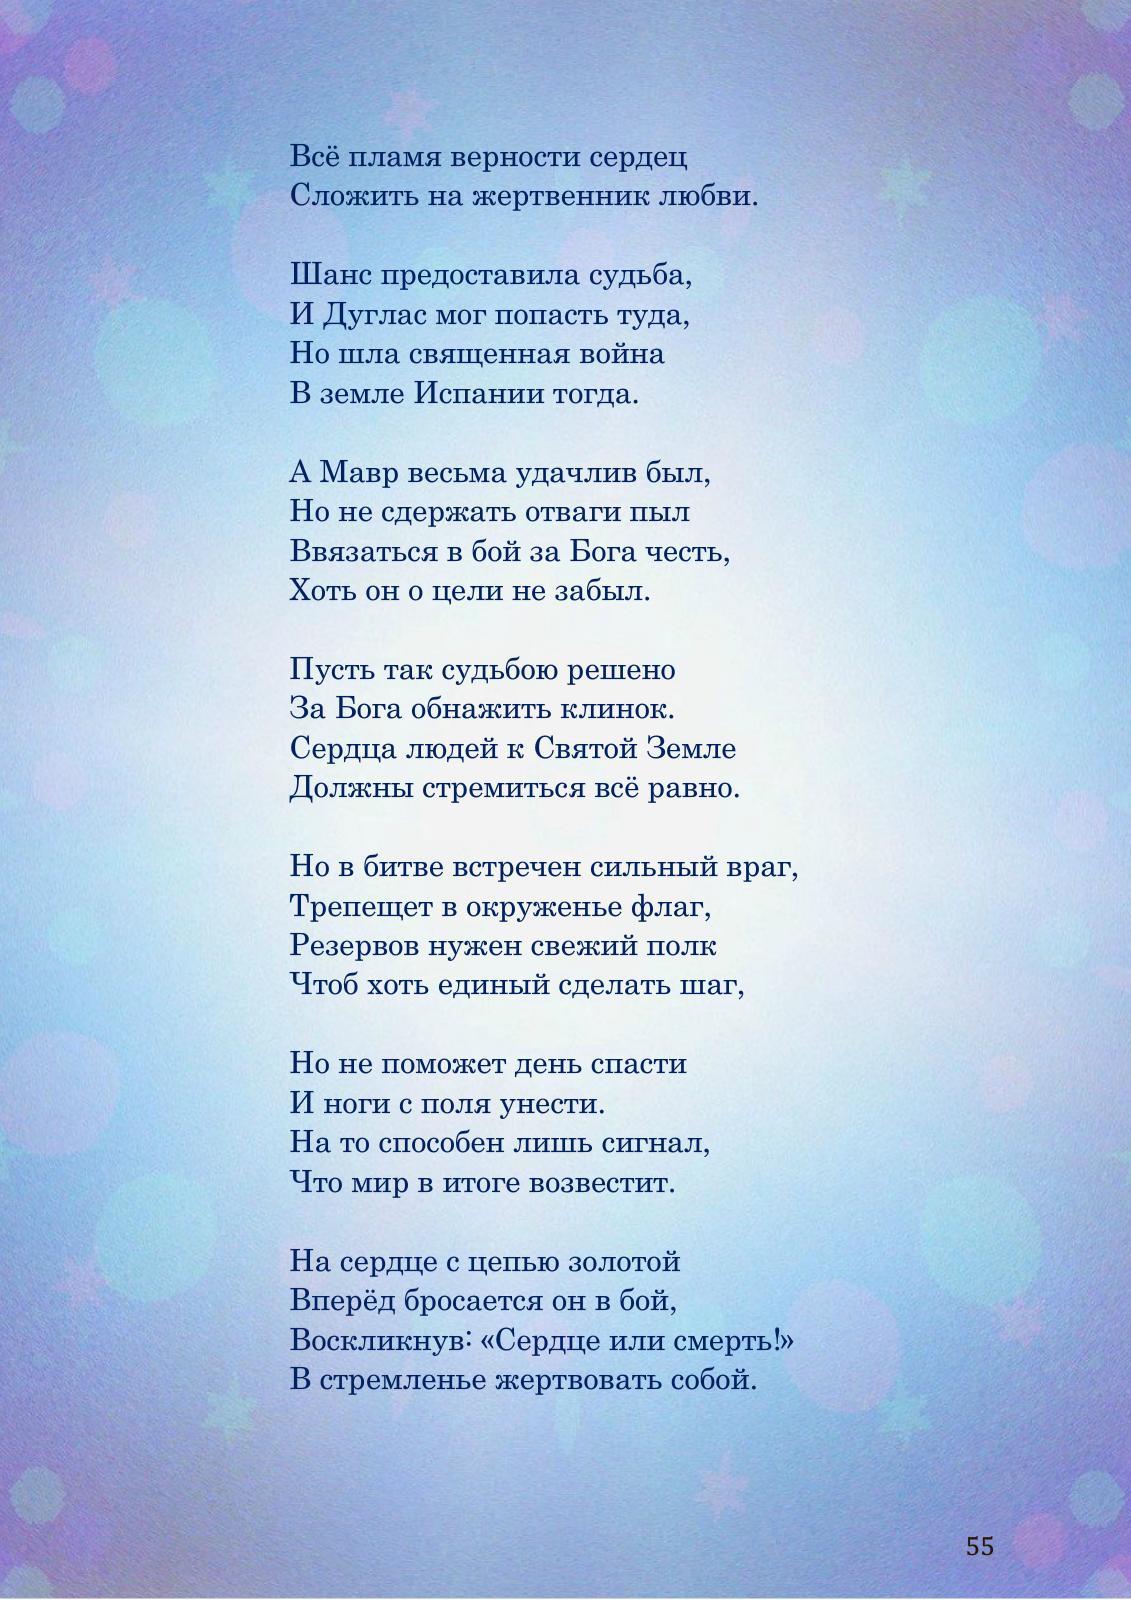 Всё пламя верности сердец
Сложить на жертвенник любви.

Шанс предоставила судьба,
И Дуглас мог попасть туда,
Но шла священная война
В земле Испании тогда.

А Мавр весьма удачлив был,
Но не сдержать отваги пыл
Ввязаться в бой за Бога честь,
Хоть он о цели не забыл.

Пусть так судьбою решено
За Бога обнажить клинок.
Сердца людей к Святой Земле
Должны стремиться всё равно.

Но в битве встречен сильный враг,
Трепещет в окруженье флаг,
Резервов нужен свежий полк
Чтоб хоть единый сделать шаг,

Но не поможет день спасти
И ноги с поля унести.
На то способен лишь сигнал,
Что мир в итоге возвестит.

На сердце с цепью золотой
Вперёд бросается он в бой,
Воскликнув: «Сердце или смерть!»
В стремленье жертвовать собой.

55